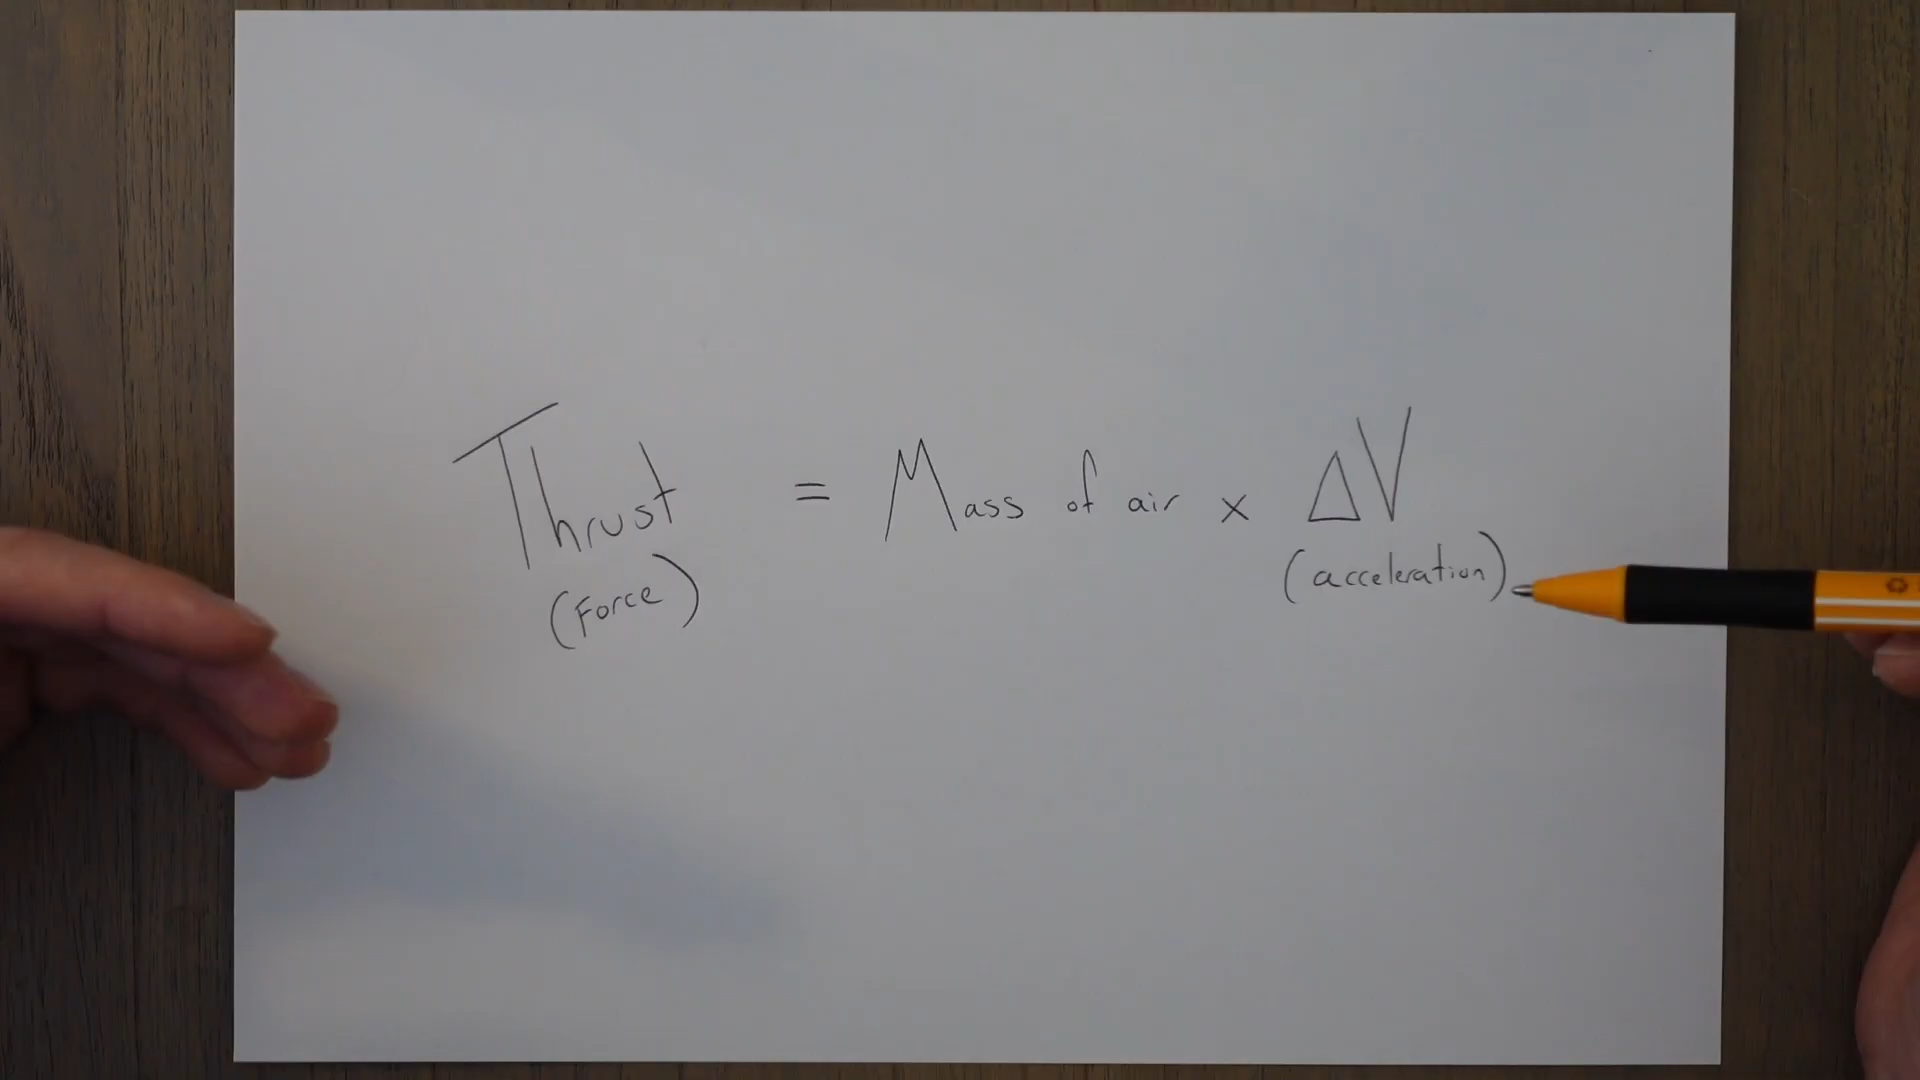 Thrust = Mass of air x ΔV
(Force) (acceleration)